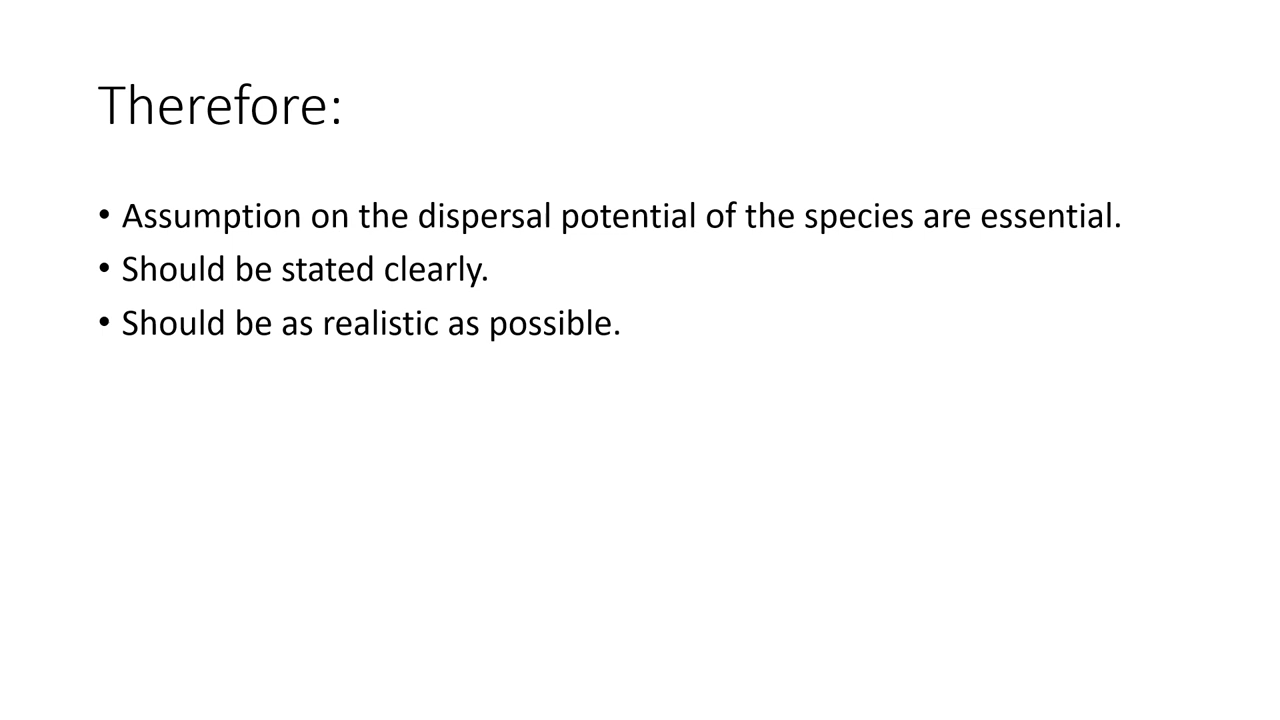 Therefore:
• Assumption on the dispersal potential of the species are essential.
• Should be stated clearly.
• Should be as realistic as possible.